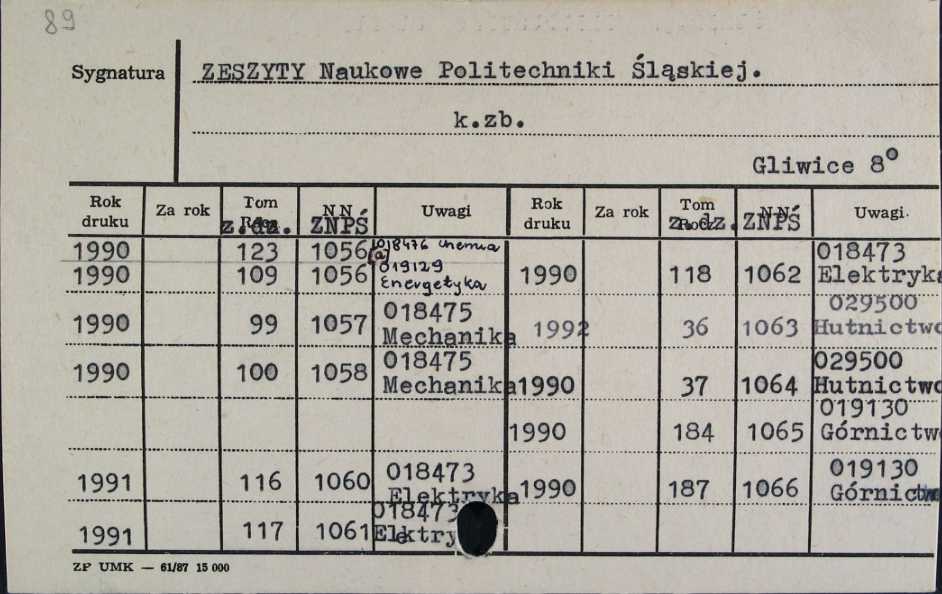 89
Sygnatura ZESZYTY Naukowe Politechniki Śląskiej.
k.zb.
Gliwice 8°
Rok druku Za rok Tom z.dz. NN ZNPŚ Uwagi Rok druku Za rok Tom z.dz. NN ZNPŚ Uwagi
1990 123 1056 018476 chemia 018473
1990 109 1056 a 019129 Energetyka 1990 118 1062 Elektryka
018475 029500
1990 99 1057 Mechanika 1992 36 1063 Hutnictwo
018475 029500
1990 100 1058 Mechanika 1990 37 1064 Hutnictwo
019130
1990 184 1065 Górnictwo
018473 019130
1991 116 1060 Elektryka 1990 187 1066 Górnictwo
018473
1991 117 1061
ZP UMK — 61/87 15 000